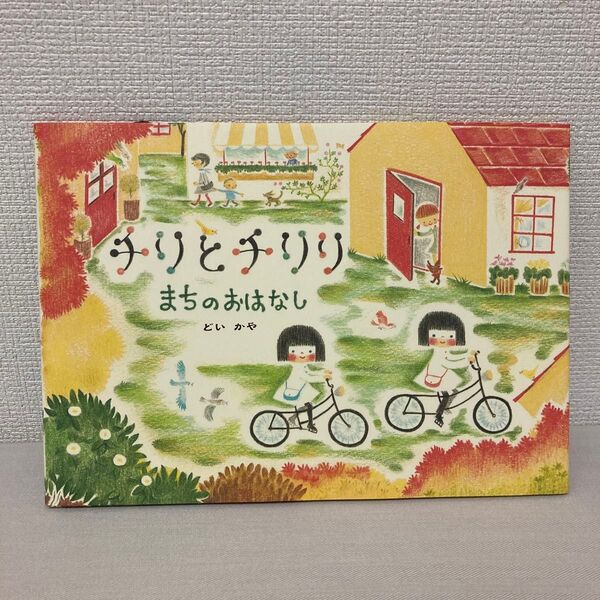 チリとチリリ
まちのおはなし
どい かや